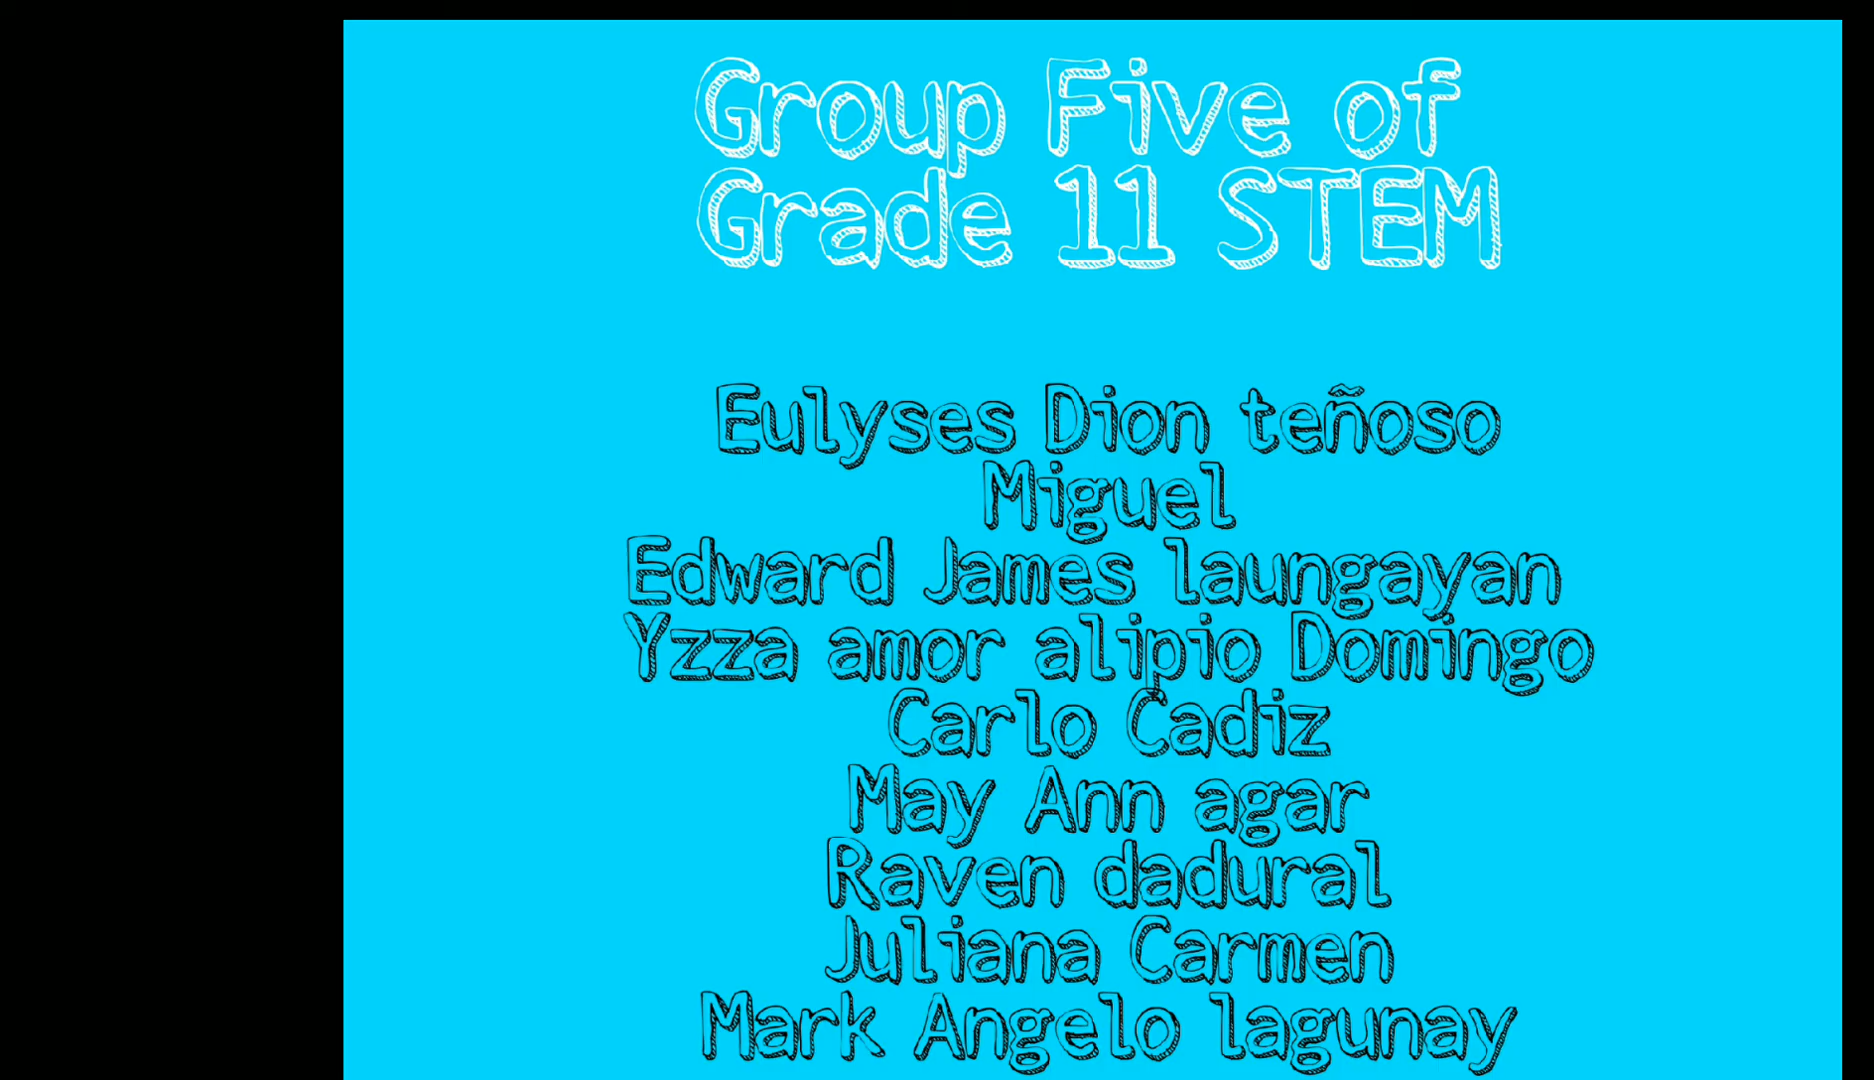 Group Five of
Grade 11 STEM
Eulyses Dion teñoso
Miguel
Edward James laungayan
Yzza amor alipio Domingo
Carlo Cadiz
May Ann agar
Raven dadural
Juliana Carmen
Mark Angelo lagunay